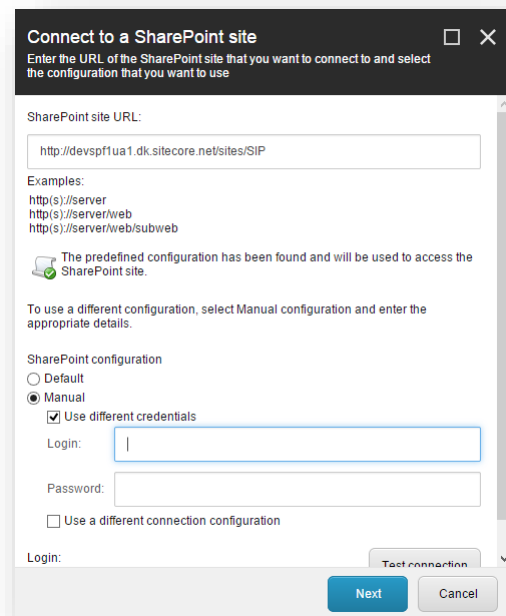 Connect to a SharePoint site
Enter the URL of the SharePoint site that you want to connect to and select
the configuration that you want to use
SharePoint site URL:
http://devspf1ua1.dk.sitecore.net/sites/SIP
Examples:
http(s)://server
http(s)://server/web
http(s)://server/web/subweb
The predefined configuration has been found and will be used to access the
SharePoint site.
To use a different configuration, select Manual configuration and enter the
appropriate details.
SharePoint configuration
Default
Manual
Use different credentials
Login:
Password:
Use a different connection configuration
Login:
Test connection
Next
Cancel